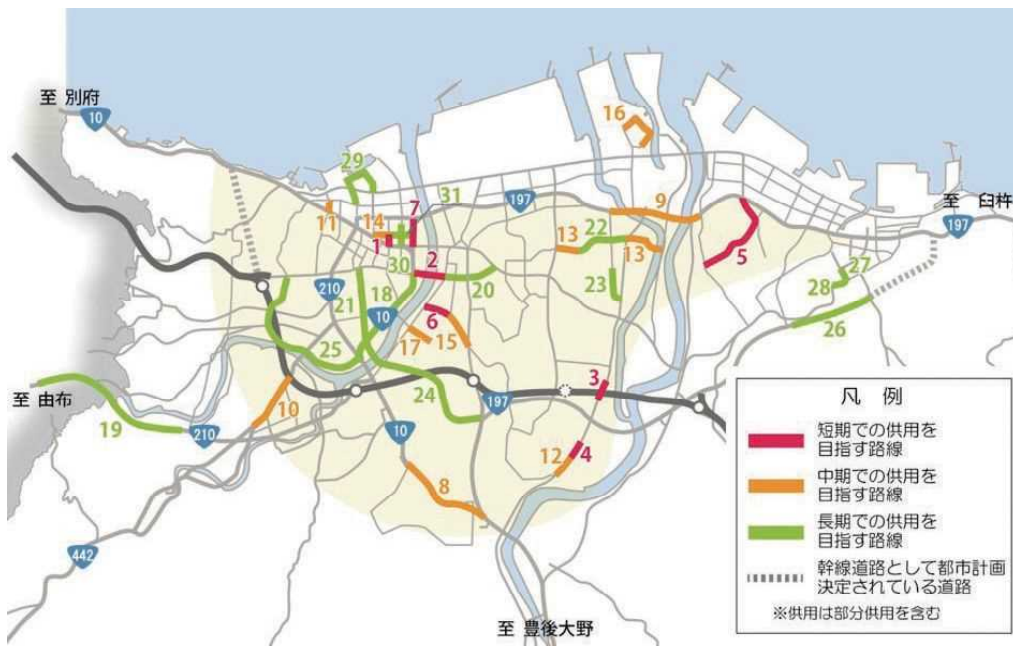 至 別府
10
16
29
31
197
9
7
11
14
22
至 臼杵
197
1
13
13
5
30
2
27
210
21
18
20
23
28
10
6
26
25
17
15
3
至 由布
24
197
凡 例
10
短期での供用を
目指す路線
19
210
10
12
4
中期での供用を
目指す路線
8
長期での供用を
目指す路線
442
幹線道路として都市計画
決定されている道路
※供用は部分供用を含む
至 豊後大野